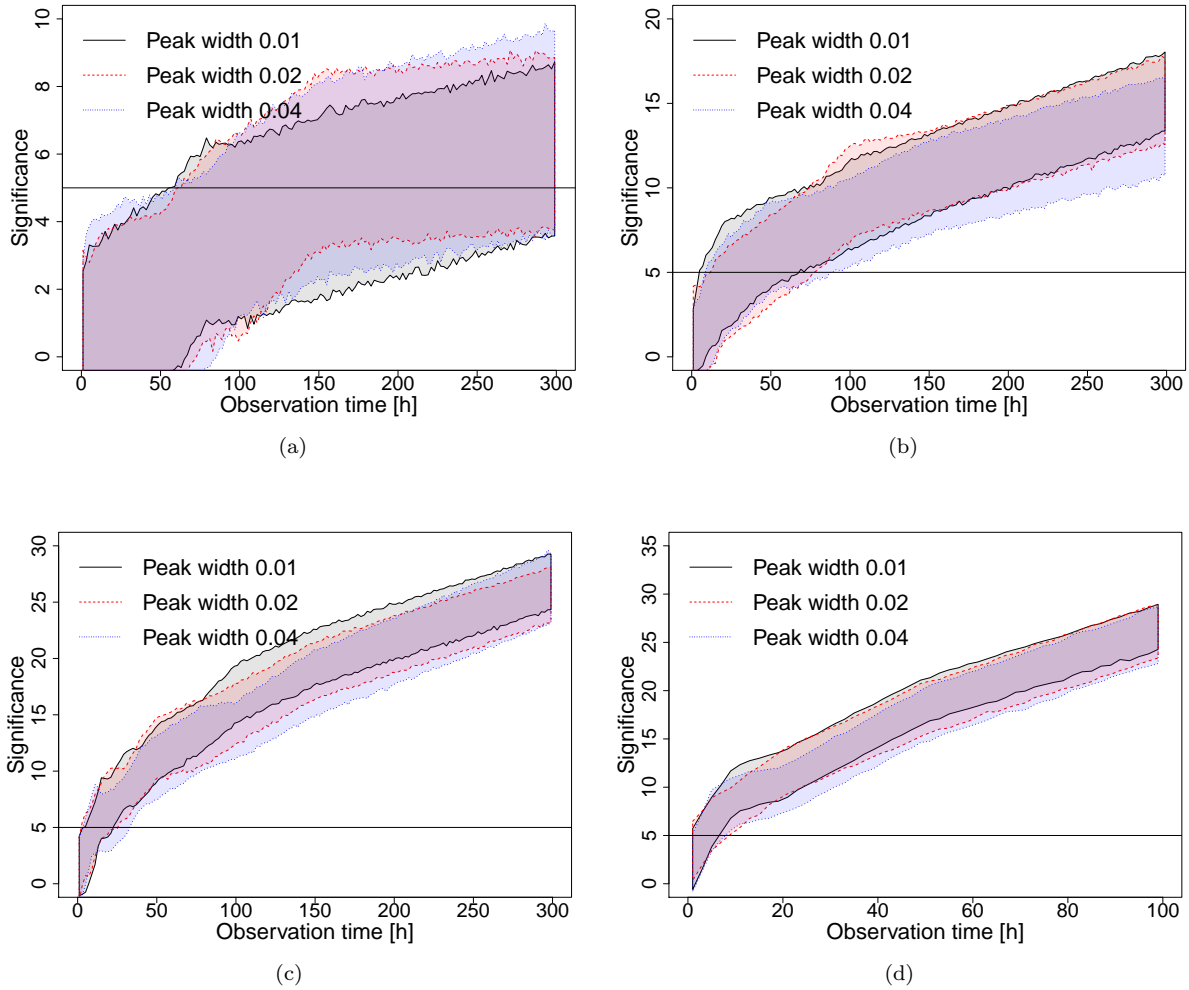 10
8
6
4
2
0
Significance
Peak width 0.01
Peak width 0.02
Peak width 0.04
0 50 100 150 200 250 300
Observation time [h]
(a)
20
15
10
5
0
Significance
Peak width 0.01
Peak width 0.02
Peak width 0.04
0 50 100 150 200 250 300
Observation time [h]
(b)
30
25
20
15
10
5
0
Significance
Peak width 0.01
Peak width 0.02
Peak width 0.04
0 50 100 150 200 250 300
Observation time [h]
(c)
35
30
25
20
15
10
5
0
Significance
Peak width 0.01
Peak width 0.02
Peak width 0.04
0 20 40 60 80 100
Observation time [h]
(d)